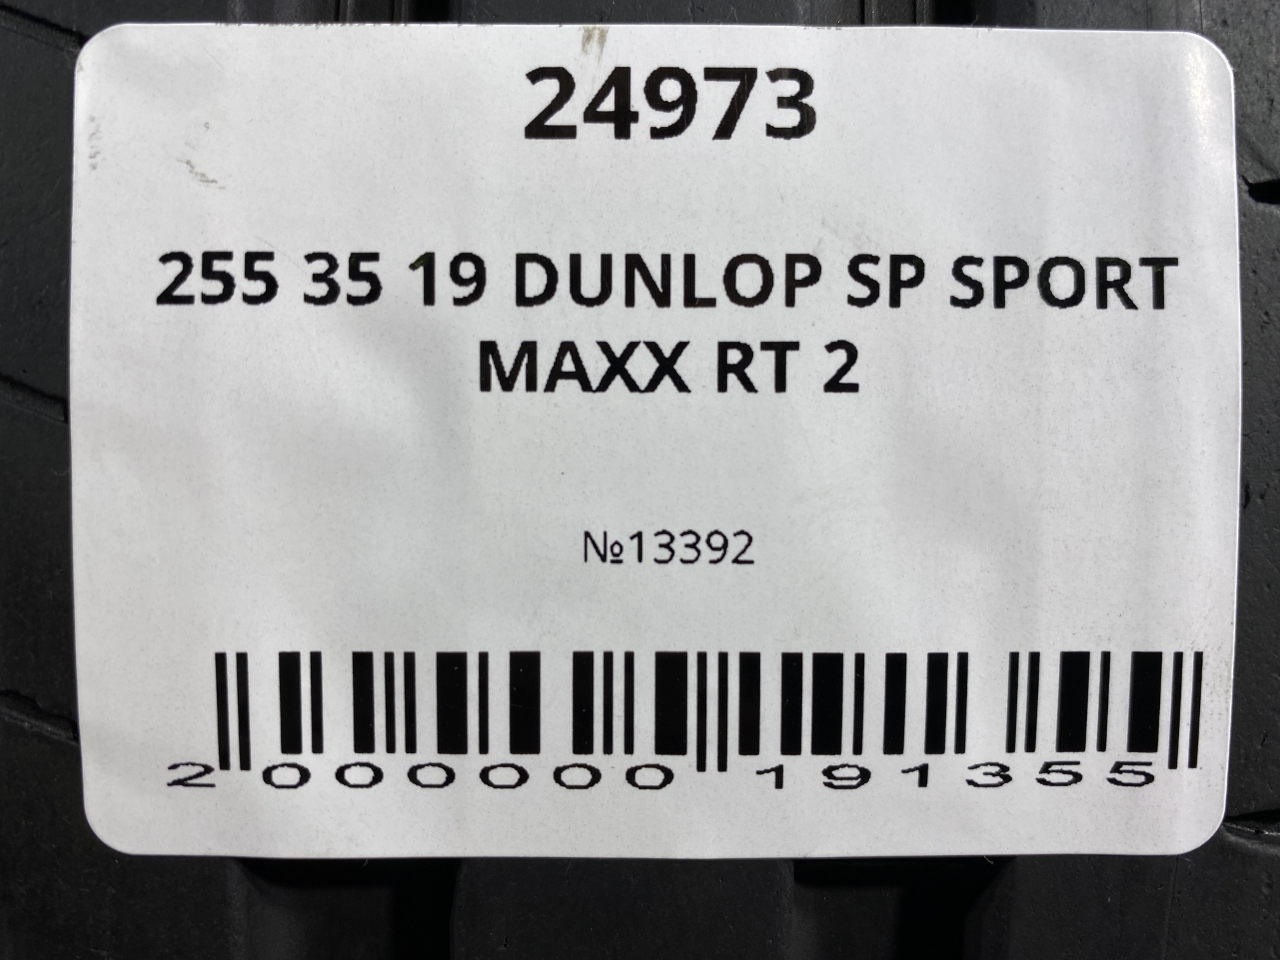 24973
255 35 19 DUNLOP SP SPORT
MAXX RT 2
№13392
2 000000 191355